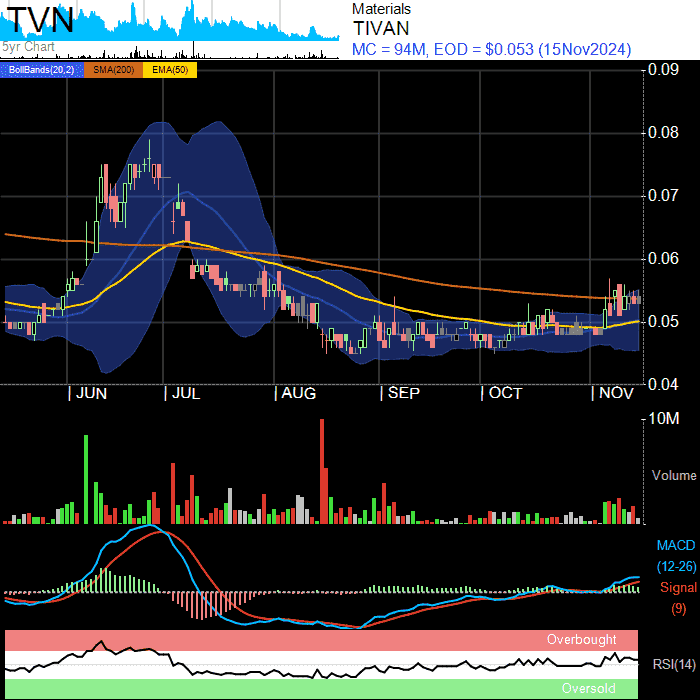 TVN
5yr Chart
Materials
TIVAN
MC = 94M, EOD = $0.053 (15Nov2024)
BollBands(20,2) SMA(200) EMA(50)
0.09
0.08
0.07
0.06
0.05
0.04
JUN JUL AUG SEP OCT NOV
10M
Volume
MACD
(12-26)
Signal
(9)
Overbought
RSI(14)
Oversold